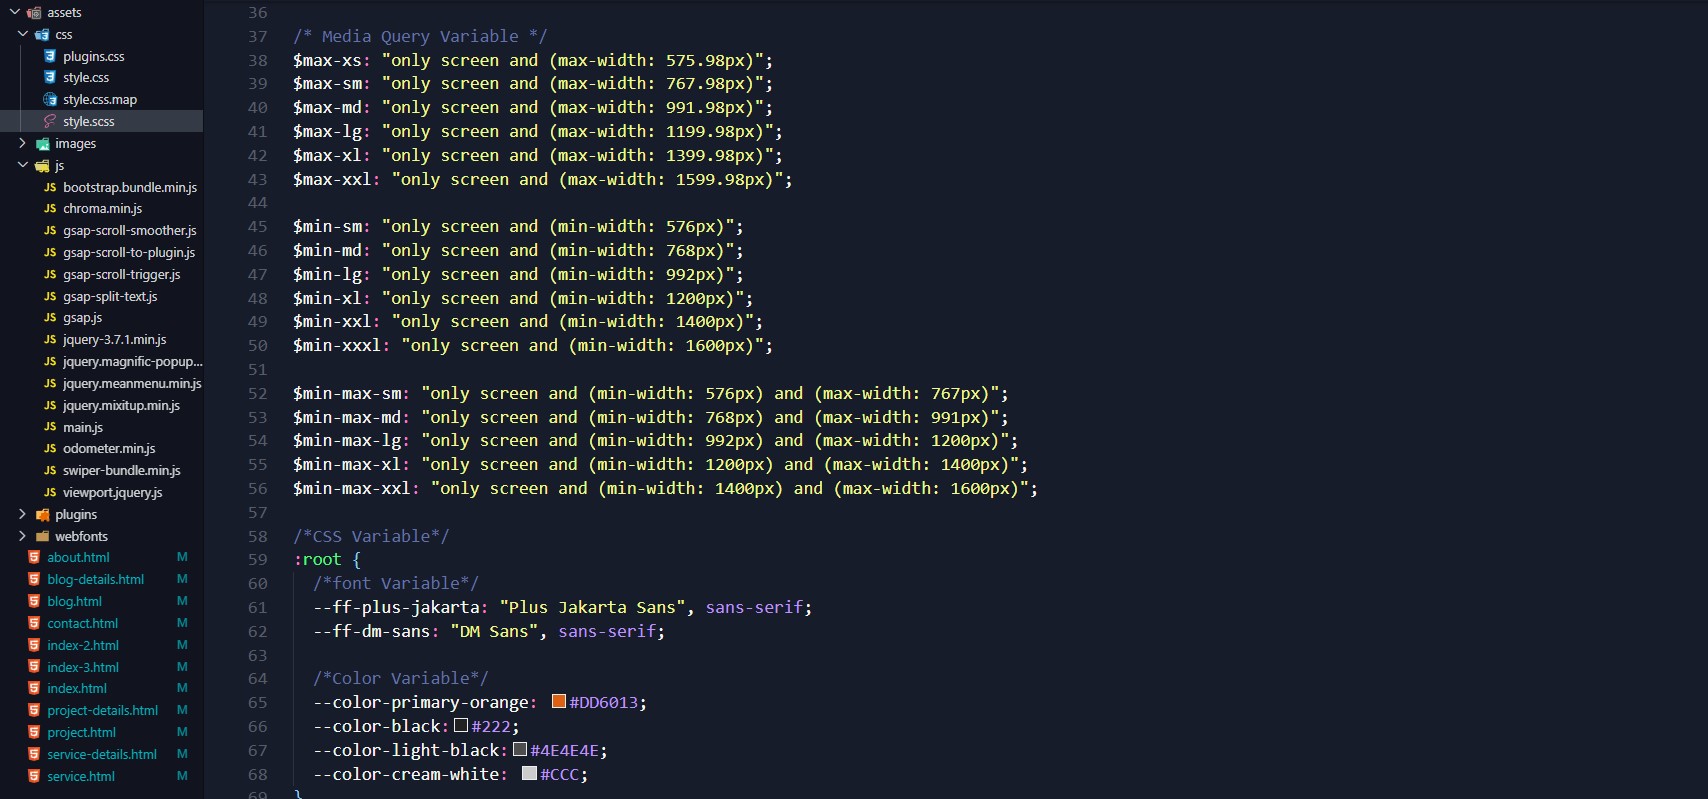 assets
css
plugins.css
style.css
style.css.map
style.scss
images
js
JS bootstrap.bundle.min.js
JS chroma.min.js
JS gsap-scroll-smoother.js
JS gsap-scroll-to-plugin.js
JS gsap-scroll-trigger.js
JS gsap-split-text.js
JS gsap.js
JS jquery-3.7.1.min.js
JS jquery.magnific-popup...
JS jquery.meanmenu.min.js
JS jquery.mixitup.min.js
JS main.js
JS odometer.min.js
JS swiper-bundle.min.js
JS viewport.jquery.js
plugins
webfonts
about.html M
blog-details.html M
blog.html M
contact.html M
index-2.html M
index-3.html M
index.html M
project-details.html M
project.html M
service-details.html M
service.html M
36
37 /* Media Query Variable */
38 $max-xs: "only screen and (max-width: 575.98px)";
39 $max-sm: "only screen and (max-width: 767.98px)";
40 $max-md: "only screen and (max-width: 991.98px)";
41 $max-lg: "only screen and (max-width: 1199.98px)";
42 $max-xl: "only screen and (max-width: 1399.98px)";
43 $max-xxl: "only screen and (max-width: 1599.98px)";
44
45 $min-sm: "only screen and (min-width: 576px)";
46 $min-md: "only screen and (min-width: 768px)";
47 $min-lg: "only screen and (min-width: 992px)";
48 $min-xl: "only screen and (min-width: 1200px)";
49 $min-xxl: "only screen and (min-width: 1400px)";
50 $min-xxxl: "only screen and (min-width: 1600px)";
51
52 $min-max-sm: "only screen and (min-width: 576px) and (max-width: 767px)";
53 $min-max-md: "only screen and (min-width: 768px) and (max-width: 991px)";
54 $min-max-lg: "only screen and (min-width: 992px) and (max-width: 1200px)";
55 $min-max-xl: "only screen and (min-width: 1200px) and (max-width: 1400px)";
56 $min-max-xxl: "only screen and (min-width: 1400px) and (max-width: 1600px)";
57
58 /*CSS Variable*/
59 :root {
60 /*font Variable*/
61 --ff-plus-jakarta: "Plus Jakarta Sans", sans-serif;
62 --ff-dm-sans: "DM Sans", sans-serif;
63
64 /*Color Variable*/
65 --color-primary-orange: #DD6013;
66 --color-black: #222;
67 --color-light-black: #4E4E4E;
68 --color-cream-white: #CCC;
69 }